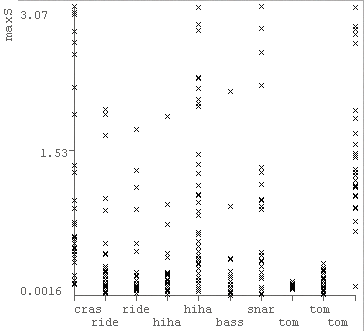 maxS
3.07
1.53
0.0016
cras ride hiha snar tom
ride hiha bass tom tom